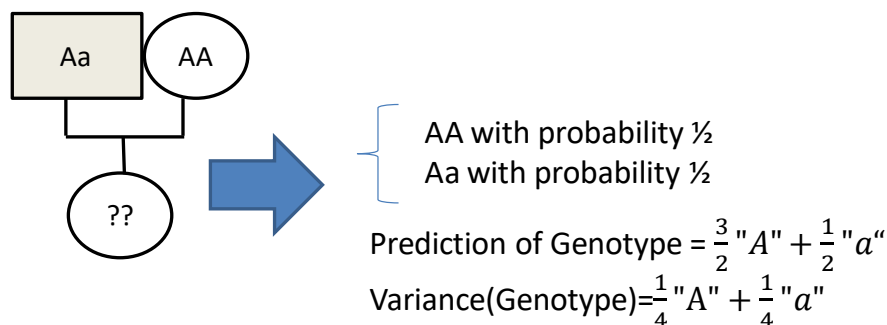 Aa
AA
??
AA with probability ½
Aa with probability ½
Prediction of Genotype = 3/2 "A" + 1/2 "a“
Variance(Genotype)=1/4 "A" + 1/4 "a"